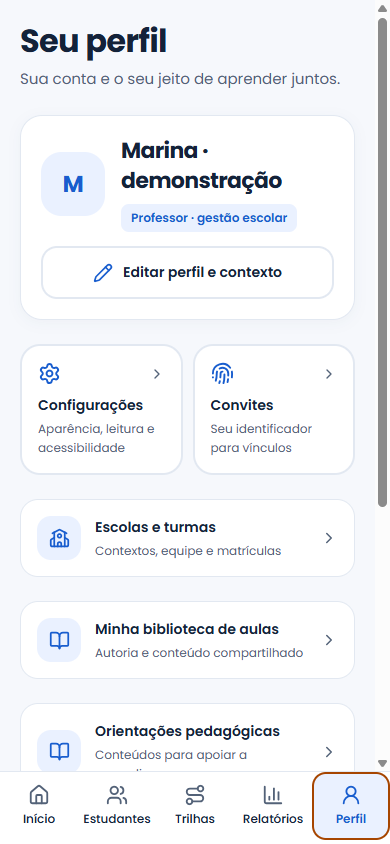 Seu perfil
Sua conta e o seu jeito de aprender juntos.
M
Marina ·
demonstração
Professor · gestão escolar
Editar perfil e contexto
Configurações
Aparência, leitura e
acessibilidade
Convites
Seu identificador
para vínculos
Escolas e turmas
Contextos, equipe e matrículas
Minha biblioteca de aulas
Autoria e conteúdo compartilhado
Orientações pedagógicas
Conteúdos para apoiar a
Início
Estudantes
Trilhas
Relatórios
Perfil